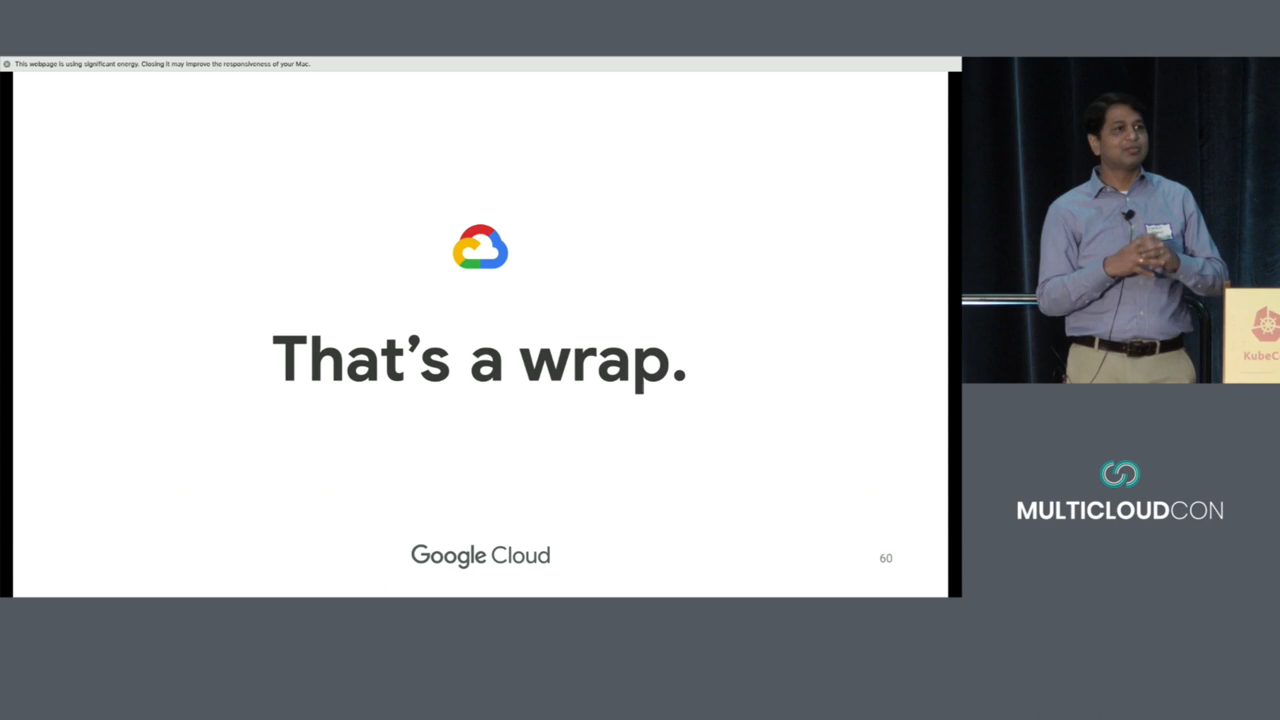 This webpage is using significant energy. Closing it may improve the responsiveness of your Mac.
That's a wrap.
Google Cloud
60
KubeC
MULTICLOUDCON